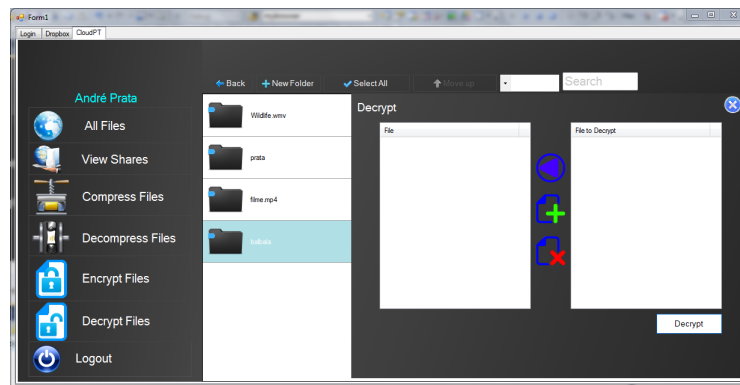 Form1
Login Dropbox CloudPT
Back New Folder Select All Move up Search
André Prata
All Files
View Shares
Compress Files
Decompress Files
Encrypt Files
Decrypt Files
Logout
Wildlife.wmv
prata
filme.mp4
balbala
Decrypt
File
File to Decrypt
Decrypt